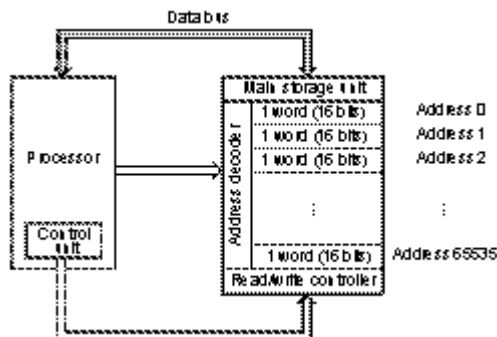 Data bus
Main storage unit
Processor
Control unit
Address decoder
1 word (16 bits) Address 0
1 word (16 bits) Address 1
1 word (16 bits) Address 2
⋮ ⋮
1 word (16 bits) Address 65535
Read/write controller